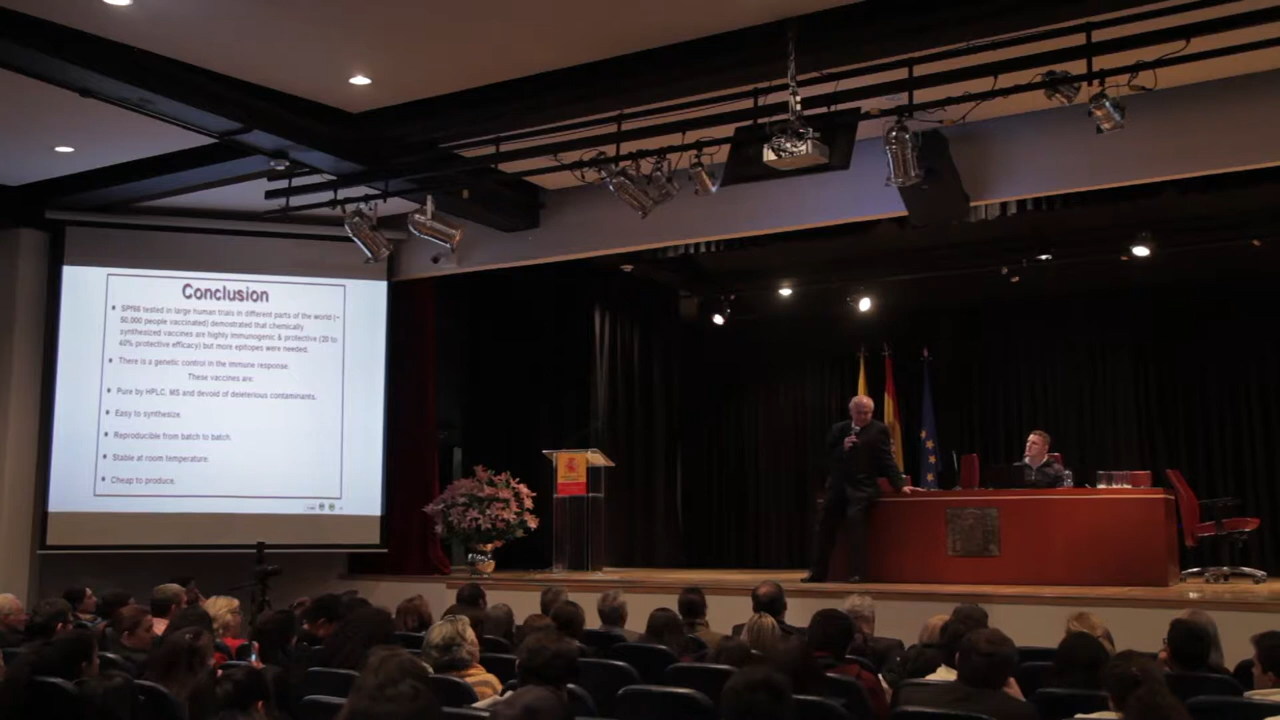 Conclusion
• SPf66 tested in large human trials in different parts of the world (~
50,000 people vaccinated) demostrated that chemically
synthesized vaccines are highly immunogenic & protective (30 to
60% protective efficacy) but more epitopes were needed.
• There is a genetic control in the immune response.
These vaccines are:
• Pure by HPLC, MS and devoid of deleterious contaminants.
• Easy to synthesize.
• Reproducible from batch to batch.
• Stable at room temperature.
• Cheap to produce.